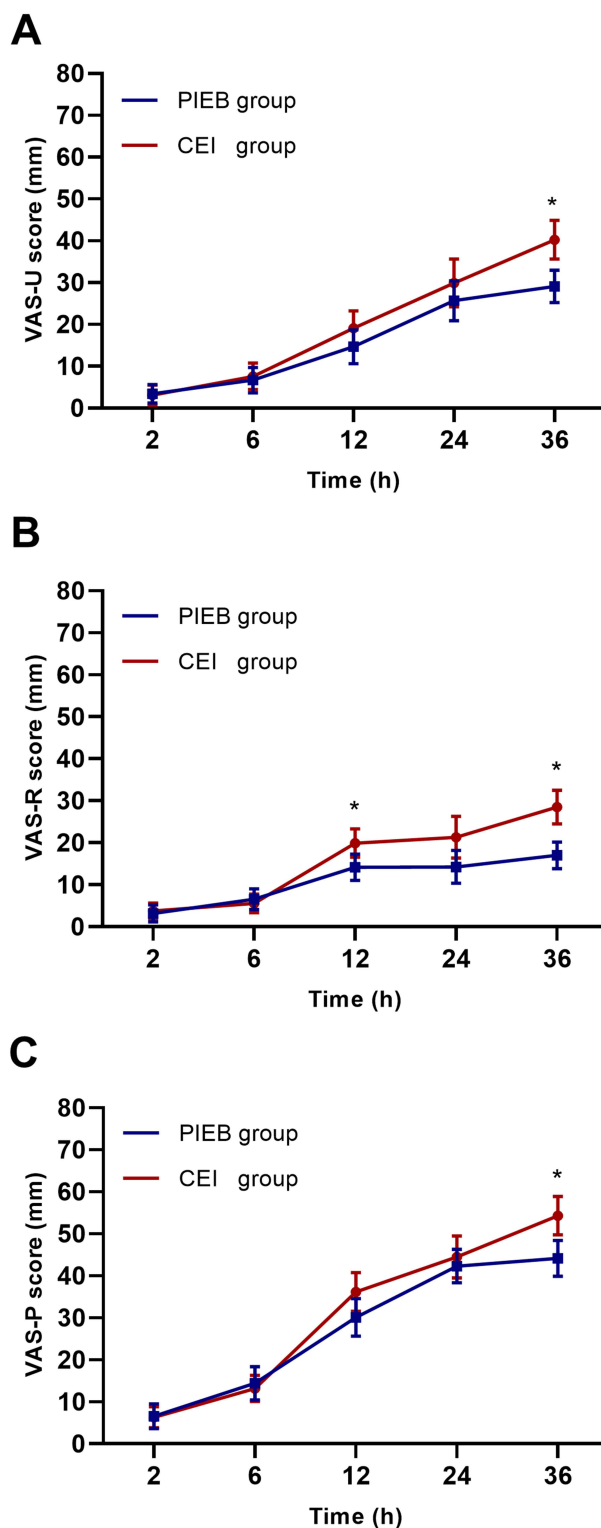 A
80
70
60
50
40
30
20
10
0
VAS-U score (mm)
PIEB group
CEI group
*
2 6 12 24 36
Time (h)
B
80
70
60
50
40
30
20
10
0
VAS-R score (mm)
PIEB group
CEI group
*
*
2 6 12 24 36
Time (h)
C
80
70
60
50
40
30
20
10
0
VAS-P score (mm)
PIEB group
CEI group
*
2 6 12 24 36
Time (h)